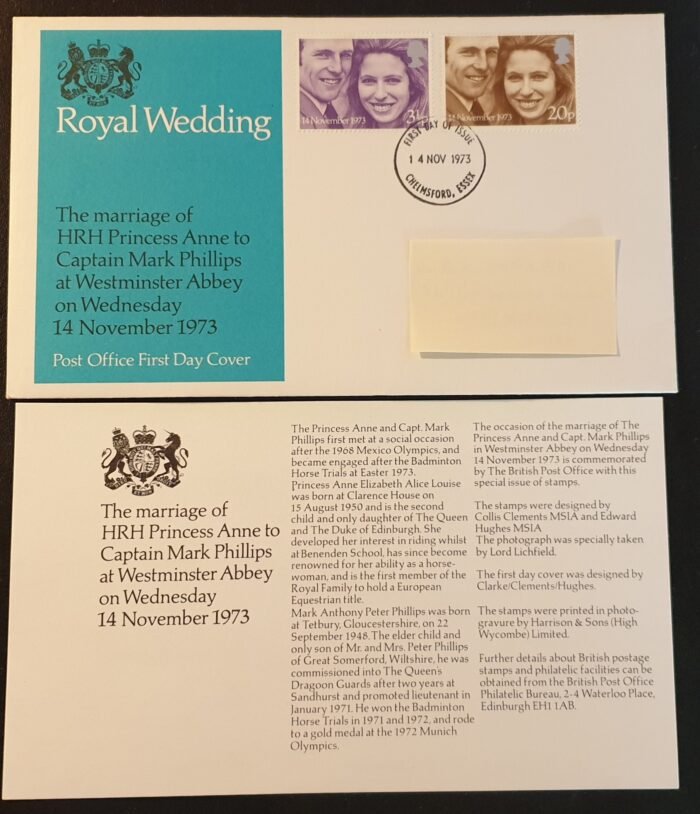 Royal Wedding
The marriage of
HRH Princess Anne to
Captain Mark Phillips
at Westminster Abbey
on Wednesday
14 November 1973
Post Office First Day Cover
14 November 1973
3½p
14 November 1973
20p
FIRST DAY OF ISSUE
14 NOV 1973
CHELMSFORD, ESSEX
The marriage of
HRH Princess Anne to
Captain Mark Phillips
at Westminster Abbey
on Wednesday
14 November 1973
The Princess Anne and Capt. Mark
Phillips first met at a social occasion
after the 1968 Mexico Olympics, and
became engaged after the Badminton
Horse Trials at Easter 1973.
Princess Anne Elizabeth Alice Louise
was born at Clarence House on
15 August 1950 and is the second
child and only daughter of The Queen
and The Duke of Edinburgh. She
developed her interest in riding whilst
at Benenden School, has since become
renowned for her ability as a horse-
woman, and is the first member of the
Royal Family to hold a European
Equestrian title.
Mark Anthony Peter Phillips was born
at Tetbury, Gloucestershire, on 22
September 1948. The elder child and
only son of Mr. and Mrs. Peter Phillips
of Great Somerford, Wiltshire, he was
commissioned into The Queen's
Dragoon Guards after two years at
Sandhurst and promoted lieutenant in
January 1971. He won the Badminton
Horse Trials in 1971 and 1972, and rode
to a gold medal at the 1972 Munich
Olympics.
The occasion of the marriage of The
Princess Anne and Capt. Mark Phillips
in Westminster Abbey on Wednesday
14 November 1973 is commemorated
by The British Post Office with this
special issue of stamps.
The stamps were designed by
Collis Clements MSIA and Edward
Hughes MSIA
The photograph was specially taken
by Lord Lichfield.
The first day cover was designed by
Clarke/Clements/Hughes.
The stamps were printed in photo-
gravure by Harrison & Sons (High
Wycombe) Limited.
Further details about British postage
stamps and philatelic facilities can be
obtained from the British Post Office
Philatelic Bureau, 2-4 Waterloo Place,
Edinburgh EH1 1AB.